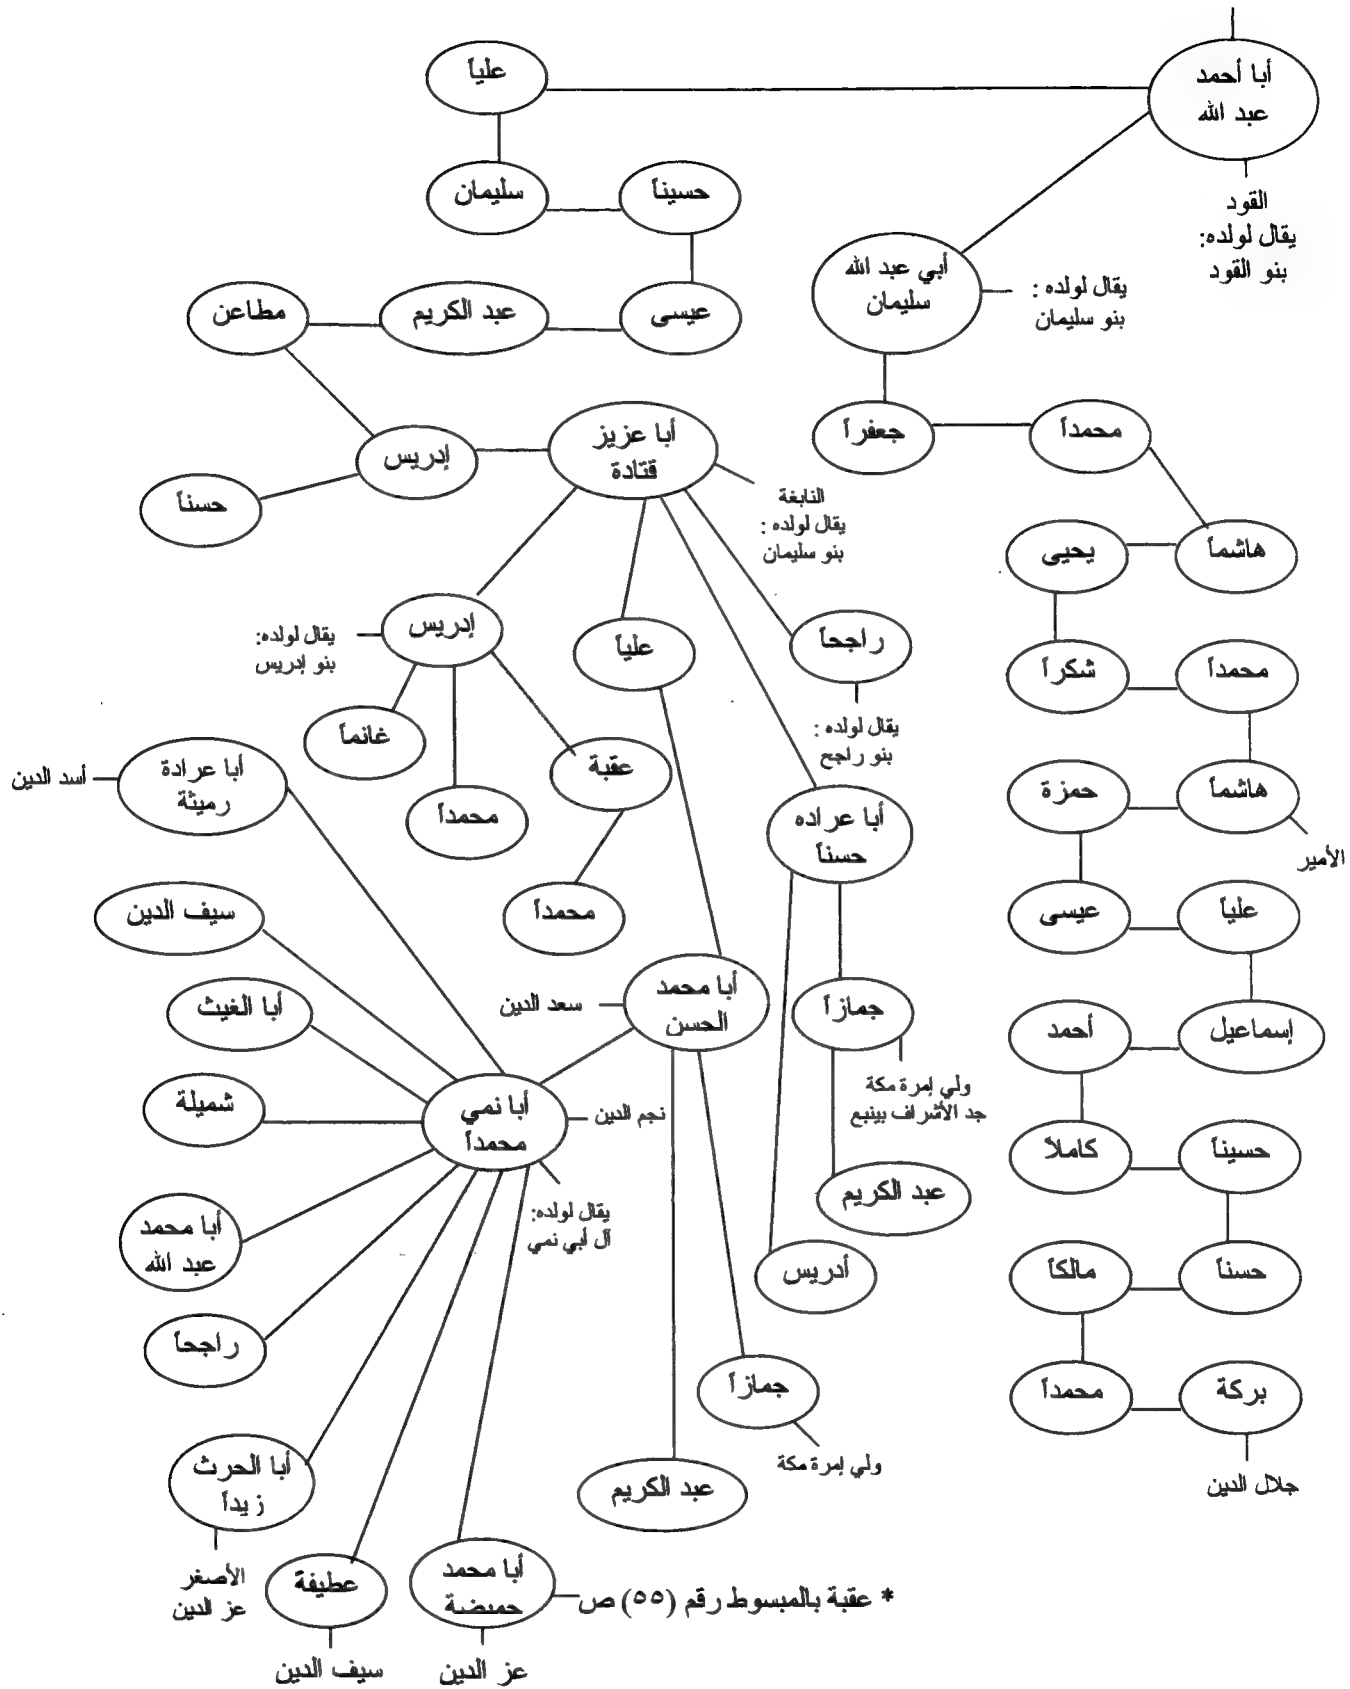 أبا أحمد
عبد الله
القود
يقال لولده:
بنو القود
علياً
سليمان
حسيناً
عيسى
عبد الكريم
مطاعن
إدريس
حسناً
أبا عزيز
قتادة
النابغة
يقال لولده :
بنو سليمان
أبي عبد الله
سليمان
يقال لولده :
بنو سليمان
جعفراً
محمداً
هاشماً
يحيى
شكراً
محمداً
هاشماً
الأمير
حمزة
عيسى
علياً
إسماعيل
أحمد
كاملاً
حسيناً
حسناً
مالكاً
محمداً
بركة
جلال الدين
راجحاً
يقال لولده :
بنو راجح
أبا عراده
حسناً
جمازاً
ولي إمرة مكة
جد الأشراف بينبع
عبد الكريم
أدريس
علياً
إدريس
يقال لولده:
بنو إدريس
غانماً
محمداً
عقبة
محمداً
أبا محمد
الحسن
سعد الدين
جمازاً
ولي إمرة مكة
عبد الكريم
أبا نمي
محمداً
نجم الدين
يقال لولده:
آل أبي نمي
أبا عرادة
رميثة
أسد الدين
سيف الدين
أبا الغيث
شميلة
أبا محمد
عبد الله
راجحاً
أبا الحرث
زيداً
الأصغر
عز الدين
عطيفة
سيف الدين
أبا محمد
حميضة
عز الدين
* عقبة بالمبسوط رقم (٥٥) ص